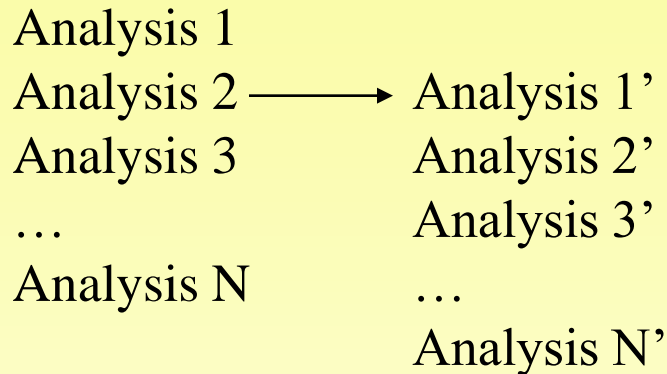 Analysis 1
Analysis 2
Analysis 3
…
Analysis N
Analysis 1’
Analysis 2’
Analysis 3’
…
Analysis N’